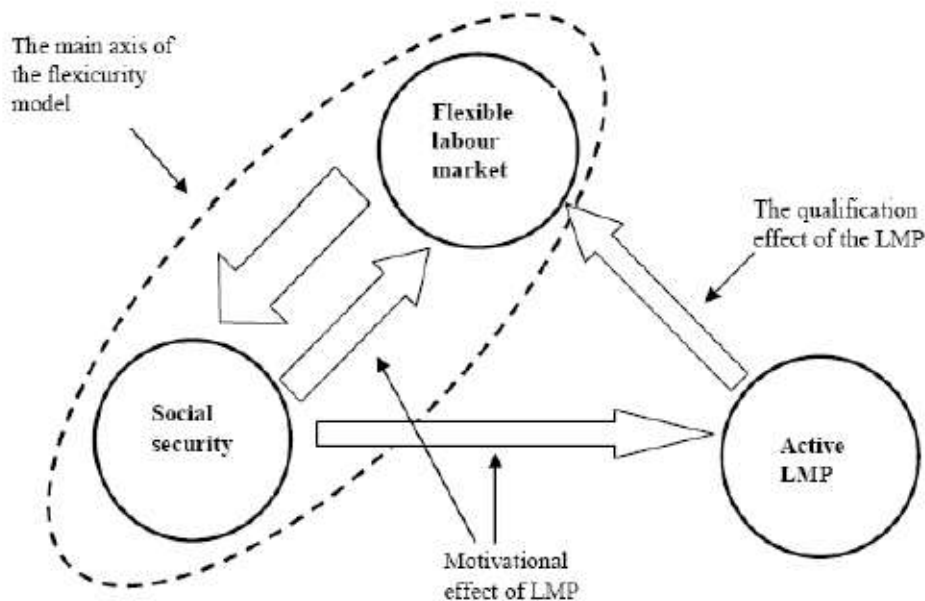 The main axis of
the flexicurity
model
Flexible
labour
market
The qualification
effect of the LMP
Social
security
Active
LMP
Motivational
effect of LMP